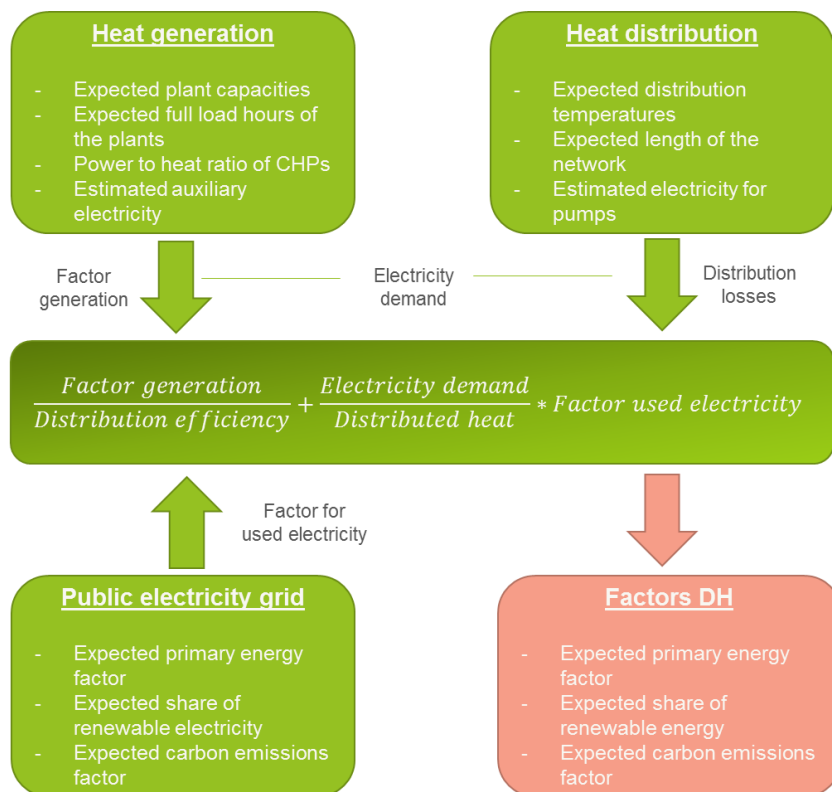 Heat generation
- Expected plant capacities
- Expected full load hours of
the plants
- Power to heat ratio of CHPs
- Estimated auxiliary
electricity
Heat distribution
- Expected distribution
temperatures
- Expected length of the
network
- Estimated electricity for
pumps
Factor
generation
Electricity
demand
Distribution
losses
Factor generation
Distribution efficiency
+
Electricity demand
Distributed heat
* Factor used electricity
Factor for
used electricity
Public electricity grid
- Expected primary energy
factor
- Expected share of
renewable electricity
- Expected carbon emissions
factor
Factors DH
- Expected primary energy
factor
- Expected share of
renewable energy
- Expected carbon emissions
factor